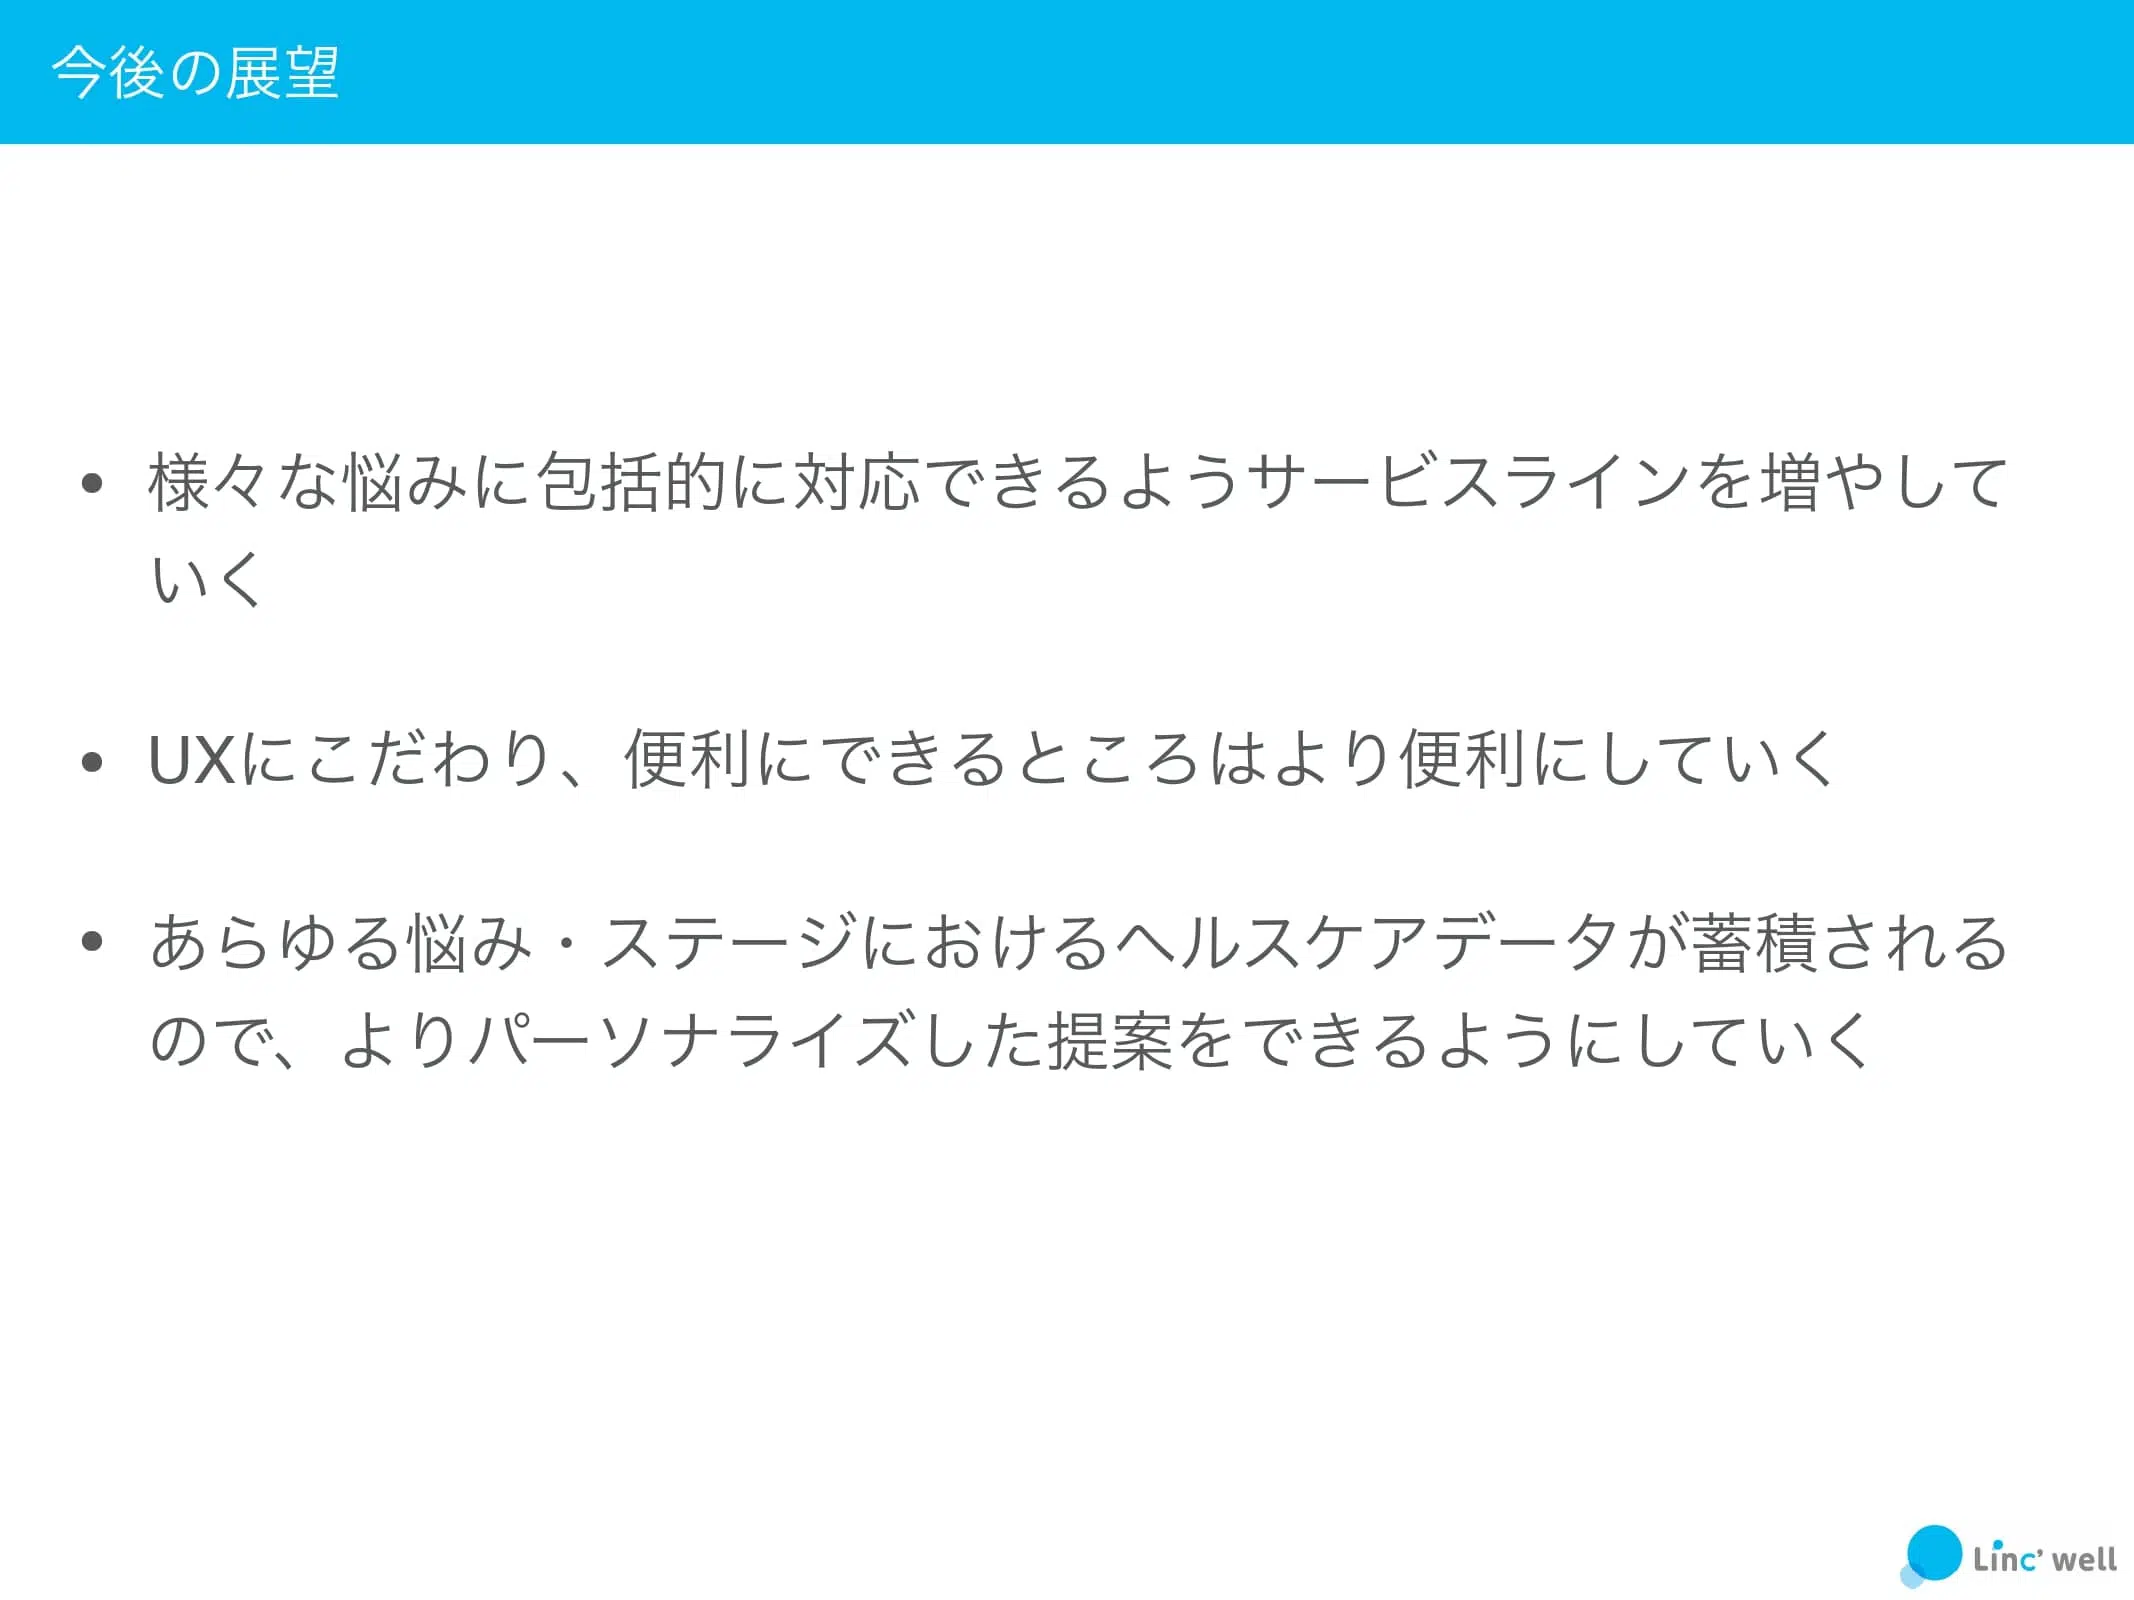 今後の展望
• 様々な悩みに包括的に対応できるようサービスラインを増やして
いく
• UXにこだわり、便利にできるところはより便利にしていく
• あらゆる悩み・ステージにおけるヘルスケアデータが蓄積される
ので、よりパーソナライズした提案をできるようにしていく
Linc' well